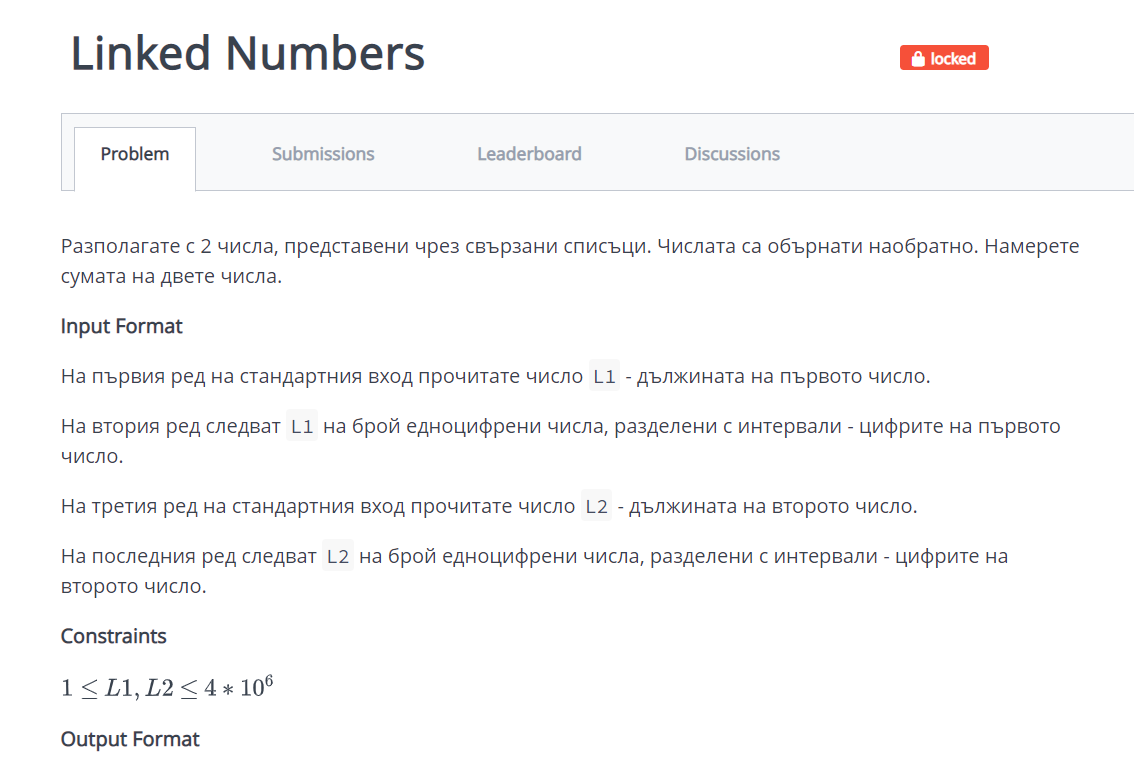 Linked Numbers
locked
Problem
Submissions
Leaderboard
Discussions
Разполагате с 2 числа, представени чрез свързани списъци. Числата са обърнати наобратно. Намерете
сумата на двете числа.
Input Format
На първия ред на стандартния вход прочитате число L1 - дължината на първото число.
На втория ред следват L1 на брой едноцифрени числа, разделени с интервали - цифрите на първото
число.
На третия ред на стандартния вход прочитате число L2 - дължината на второто число.
На последния ред следват L2 на брой едноцифрени числа, разделени с интервали - цифрите на
второто число.
Constraints
1 ≤ L1, L2 ≤ 4 * 10⁶
Output Format